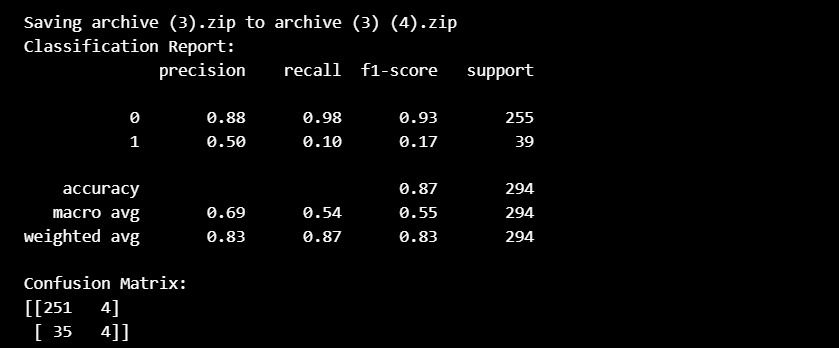 Saving archive (3).zip to archive (3) (4).zip
Classification Report:
precision recall f1-score support
0 0.88 0.98 0.93 255
1 0.50 0.10 0.17 39
accuracy 0.87 294
macro avg 0.69 0.54 0.55 294
weighted avg 0.83 0.87 0.83 294
Confusion Matrix:
[[251 4]
[ 35 4]]